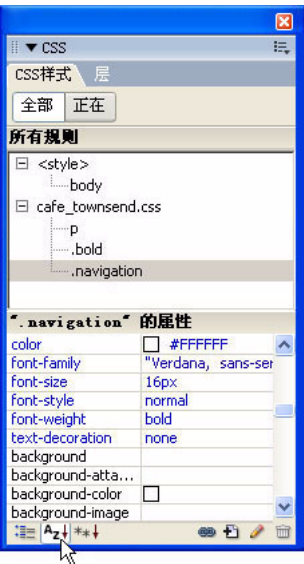 CSS
CSS样式 层
全部 正在
所有规则
<style>
body
cafe_townsend.css
p
.bold
.navigation
".navigation" 的属性
color #FFFFFF
font-family "Verdana, sans-ser
font-size 16px
font-style normal
font-weight bold
text-decoration none
background
background-atta...
background-color
background-image
AZ↓ **↓